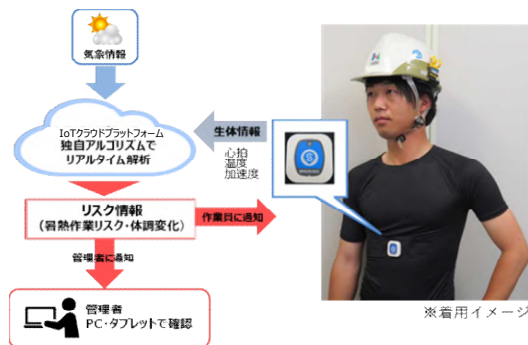 気象情報
IoTクラウドプラットフォーム
独自アルゴリズムで
リアルタイム解析
生体情報
心拍
温度
加速度
リスク情報
(暑熱作業リスク・体調変化)
作業員に通知
管理者に通知
管理者
PC・タブレットで確認
※着用イメージ